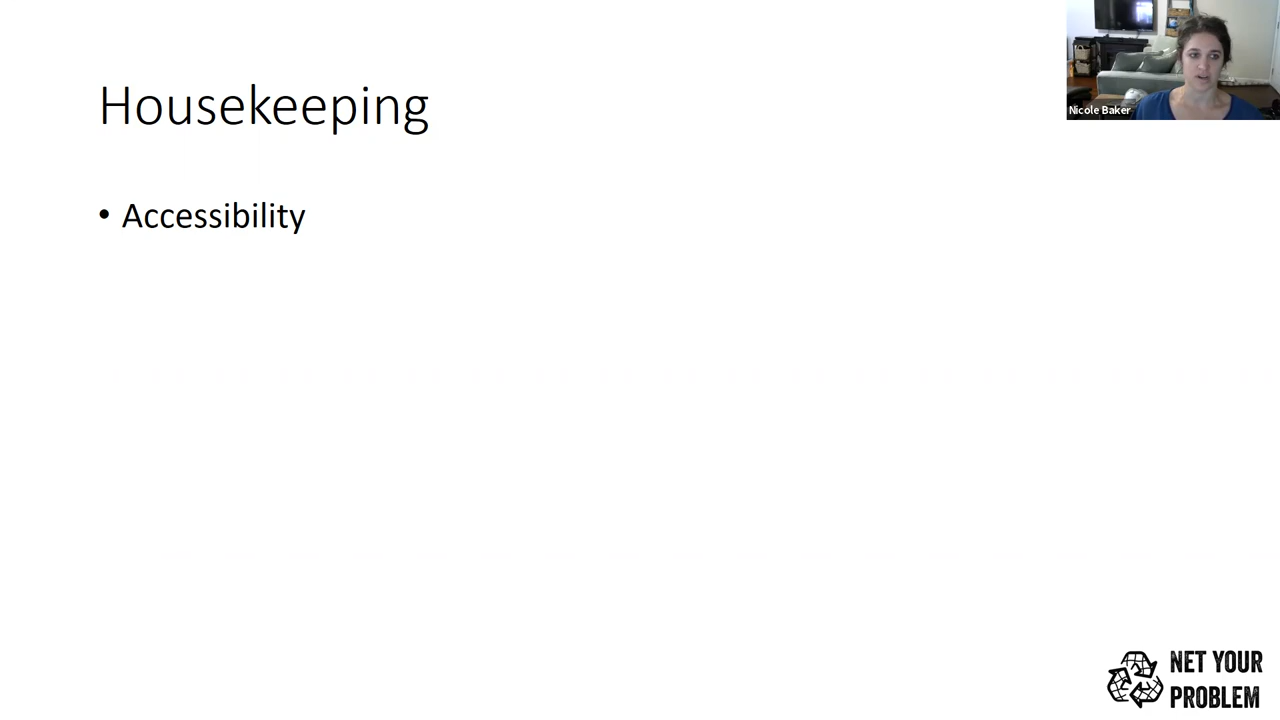 Housekeeping
• Accessibility
Nicole Baker
NET YOUR
PROBLEM